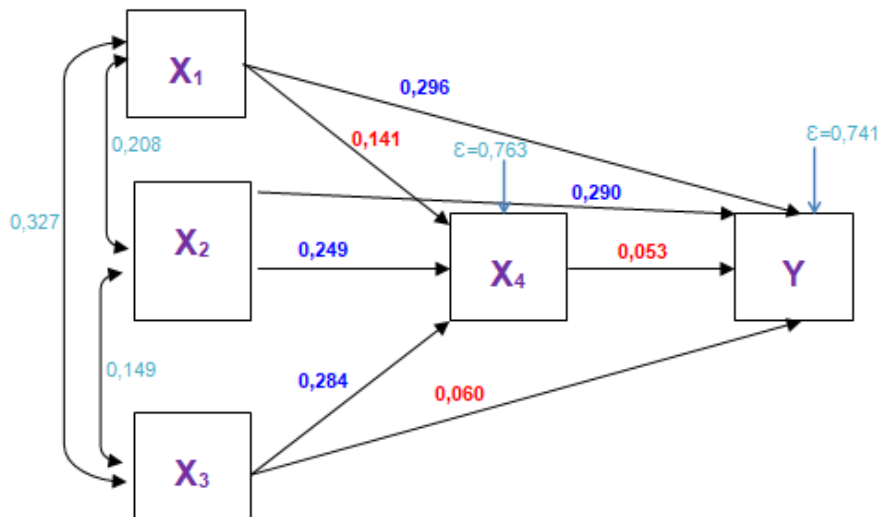 X₁
0,296
0,141
0,208
Ɛ=0,763
Ɛ=0,741
0,290
0,327
X₂
0,249
X₄
0,053
Y
0,149
0,284
0,060
X₃